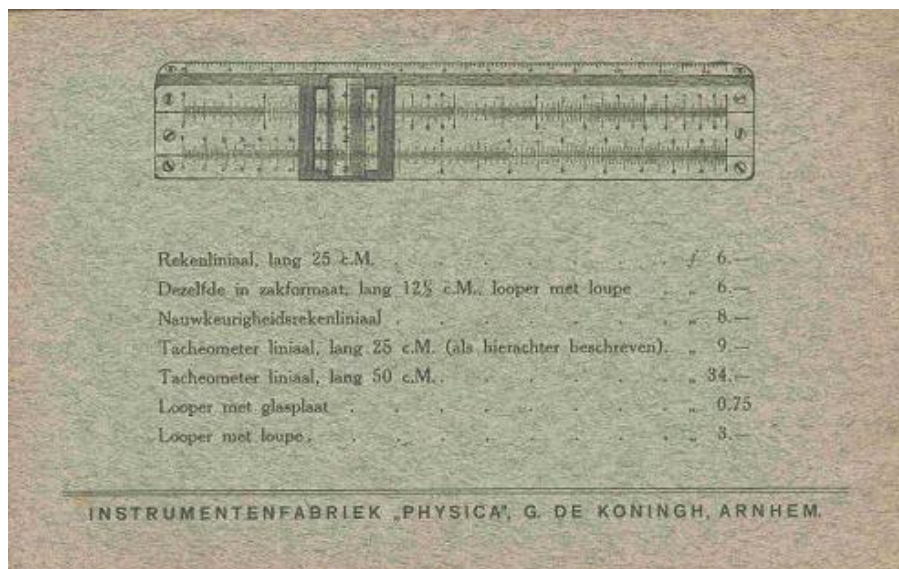 Rekenliniaal, lang 25 c.M. . . . . . . . ƒ 6.—
Dezelfde in zakformaat, lang 12½ c.M., looper met loupe . „ 6.—
Nauwkeurigheidsrekenliniaal . . . . . . . „ 8.—
Tacheometer liniaal, lang 25 c.M. (als hierachter beschreven). „ 9.—
Tacheometer liniaal, lang 50 c.M. . . . . . . „ 34.—
Looper met glasplaat . . . . . . . . „ 0.75
Looper met loupe . . . . . . . . . „ 3.—
INSTRUMENTENFABRIEK „PHYSICA", G. DE KONINGH, ARNHEM.